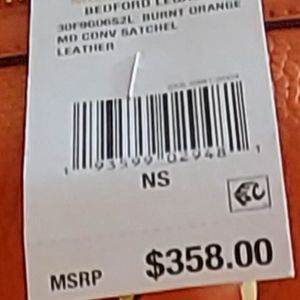 BEDFORD LEG
30F9G06S2L BURNT ORANGE
MD CONV SATCHEL
LEATHER
1 93599 02948 1
NS
MSRP $358.00